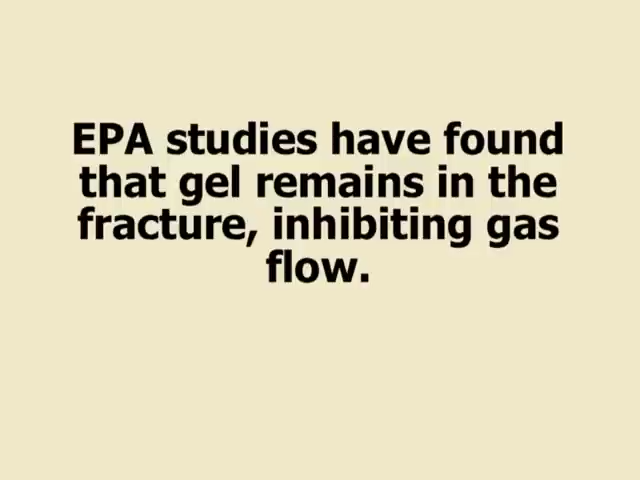 EPA studies have found
that gel remains in the
fracture, inhibiting gas
flow.